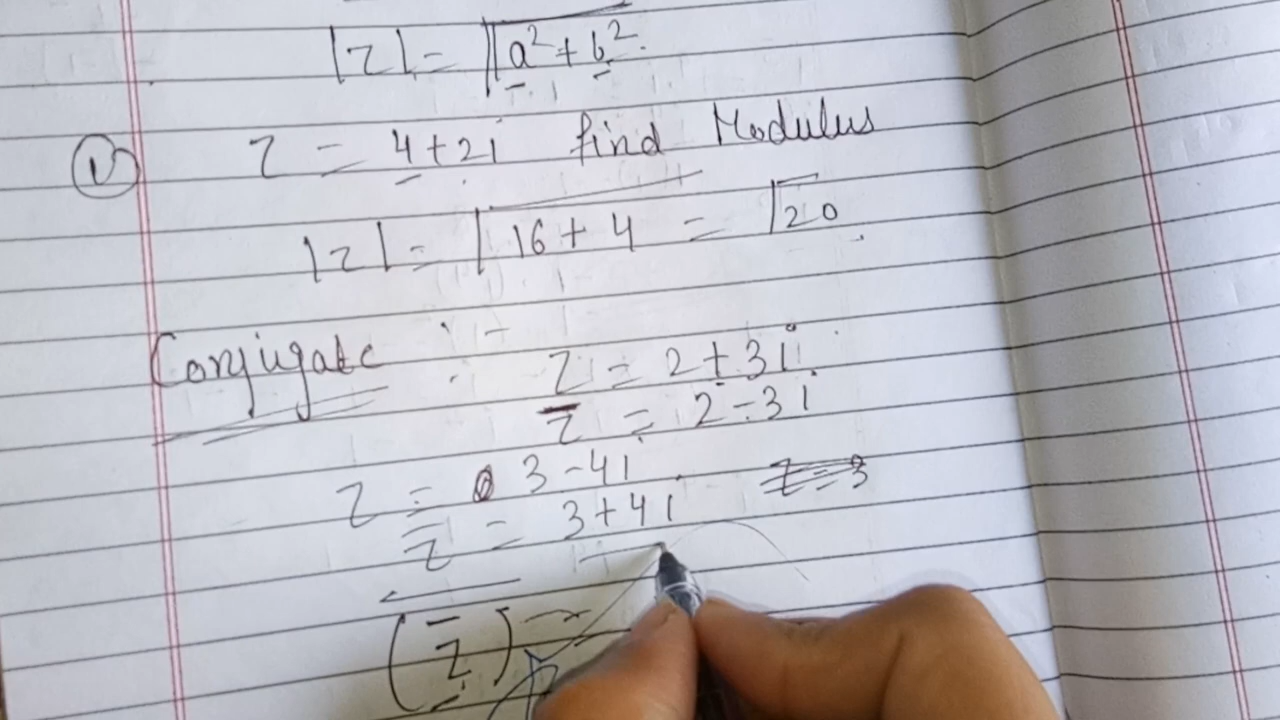 |z| = √a²+b²
① z = 4+2i find Modulus
|z| = √16+4 = √20
Conjugate :- z = 2+3i
z̅ = 2-3i
z = 3-4i
z̅ = 3+4i
(z̅) =